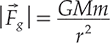 |F⃗g| = GMm / r²